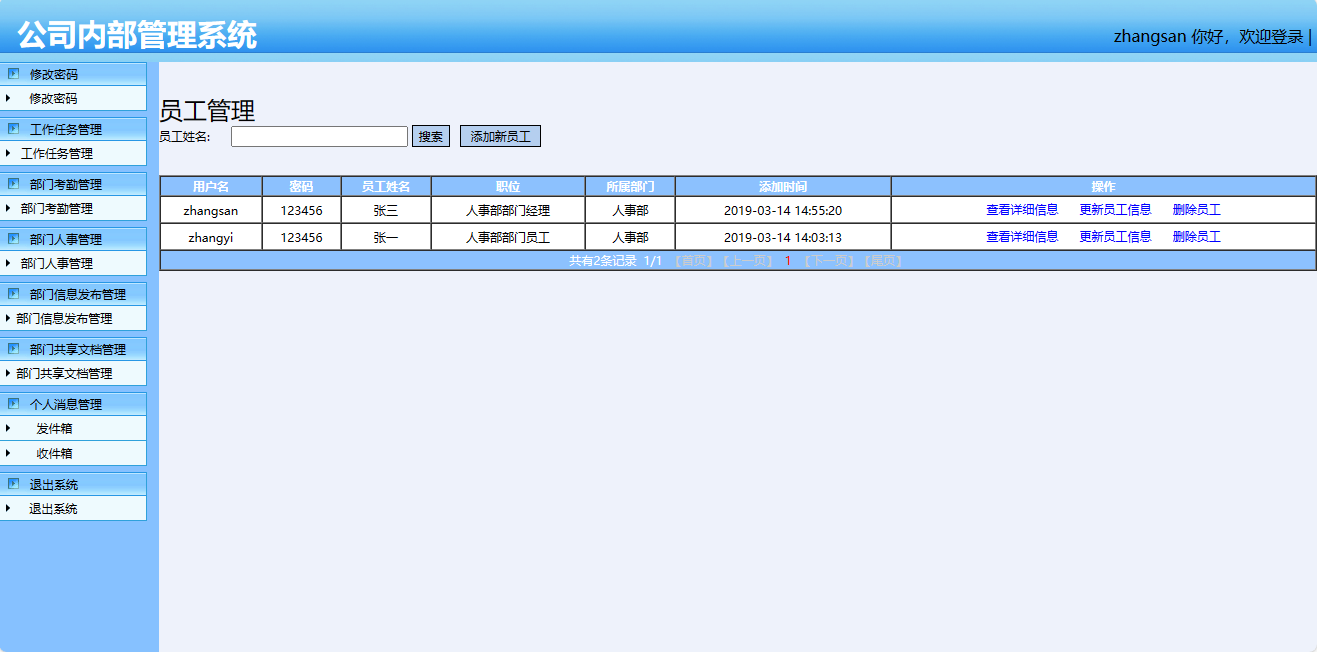 公司内部管理系统
zhangsan 你好，欢迎登录 |
修改密码
修改密码
工作任务管理
工作任务管理
部门考勤管理
部门考勤管理
部门人事管理
部门人事管理
部门信息发布管理
部门信息发布管理
部门共享文档管理
部门共享文档管理
个人消息管理
发件箱
收件箱
退出系统
退出系统
员工管理
员工姓名: 搜索 添加新员工
用户名 密码 员工姓名 职位 所属部门 添加时间 操作
zhangsan 123456 张三 人事部部门经理 人事部 2019-03-14 14:55:20 查看详细信息 更新员工信息 删除员工
zhangyi 123456 张一 人事部部门员工 人事部 2019-03-14 14:03:13 查看详细信息 更新员工信息 删除员工
共有2条记录 1/1 【首页】【上一页】 1 【下一页】【尾页】